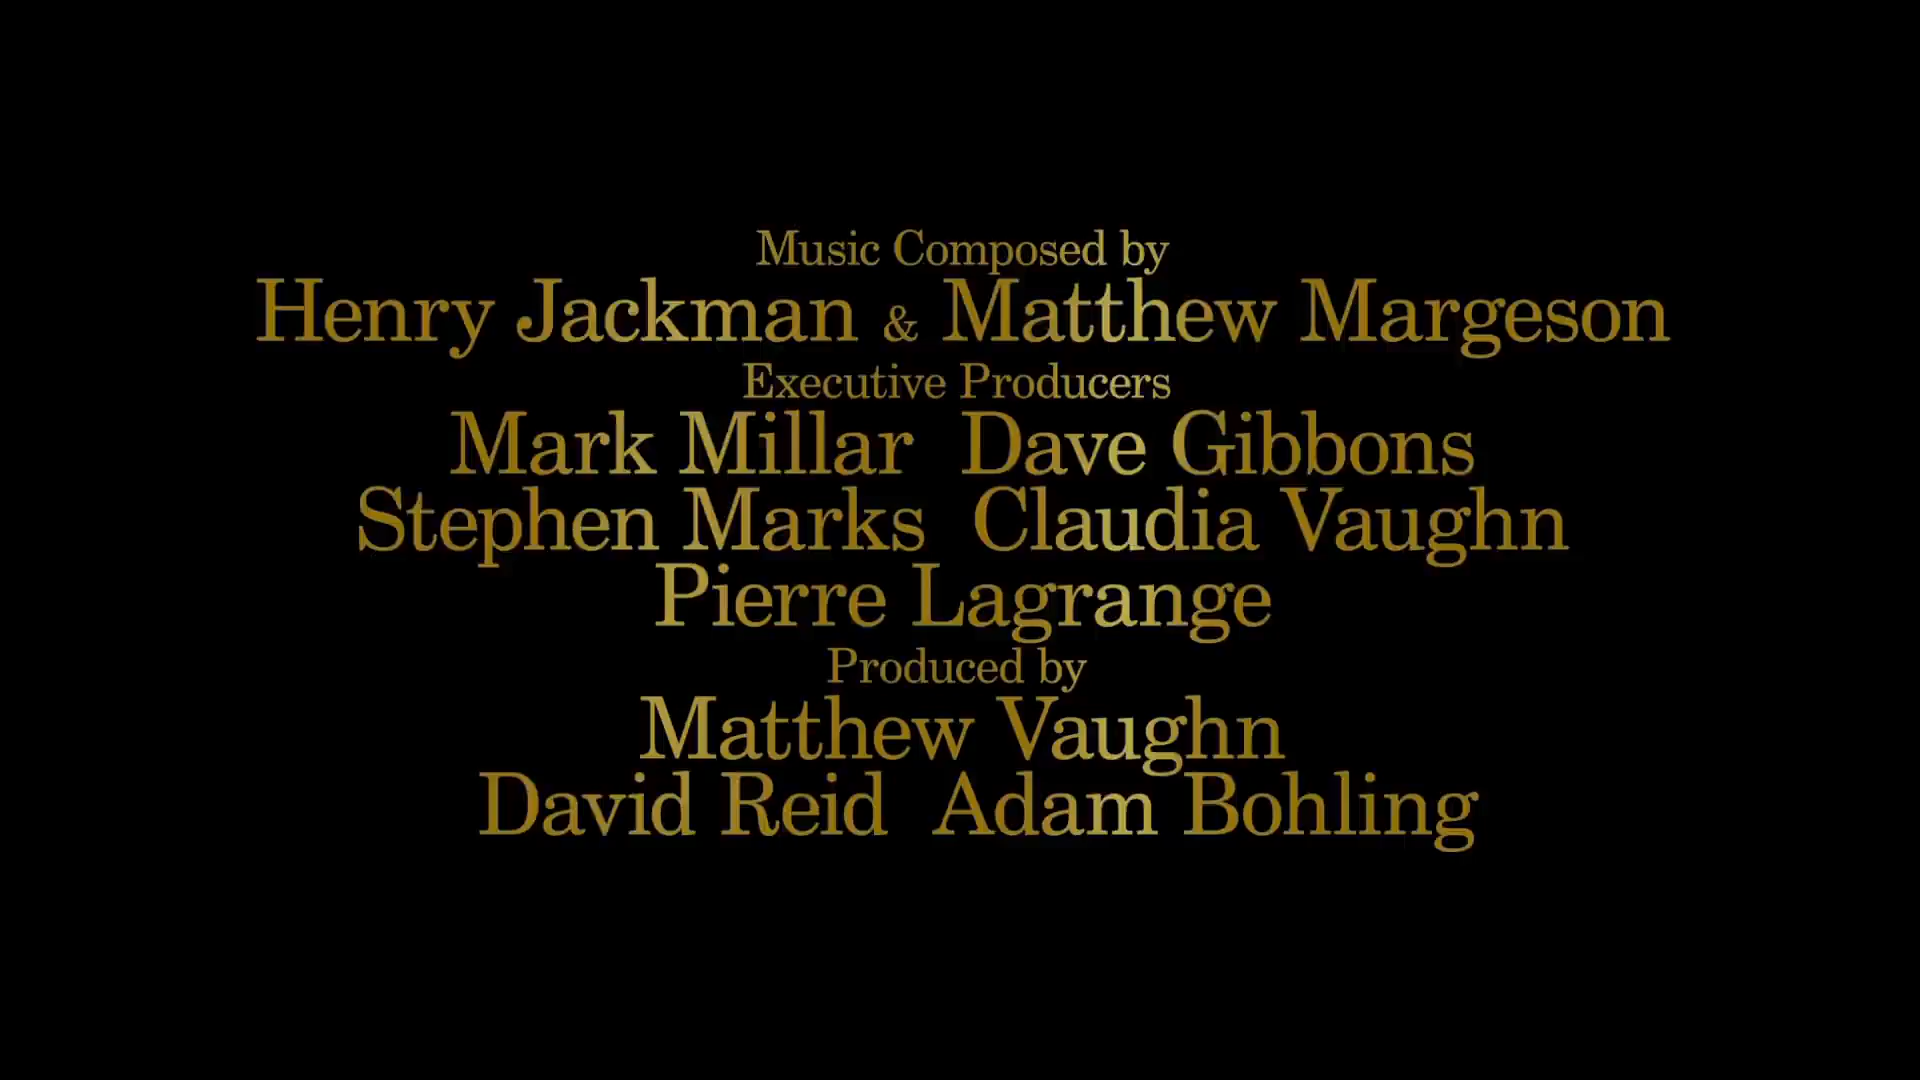 Music Composed by
Henry Jackman & Matthew Margeson
Executive Producers
Mark Millar  Dave Gibbons
Stephen Marks  Claudia Vaughn
Pierre Lagrange
Produced by
Matthew Vaughn
David Reid  Adam Bohling